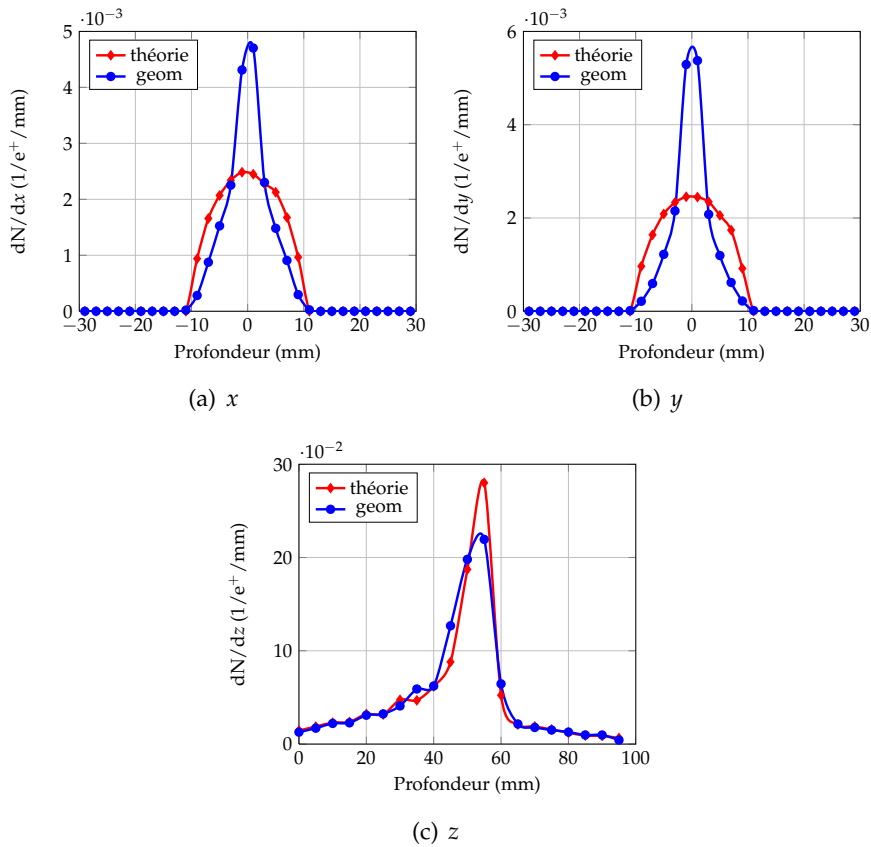 ·10⁻³
5
4
3
2
1
0
théorie
geom
dN/dx (1/e⁺/mm)
−30 −20 −10 0 10 20 30
Profondeur (mm)
(a) x
·10⁻³
6
4
2
0
théorie
geom
dN/dy (1/e⁺/mm)
−30 −20 −10 0 10 20 30
Profondeur (mm)
(b) y
·10⁻²
30
20
10
0
théorie
geom
dN/dz (1/e⁺/mm)
0 20 40 60 80 100
Profondeur (mm)
(c) z